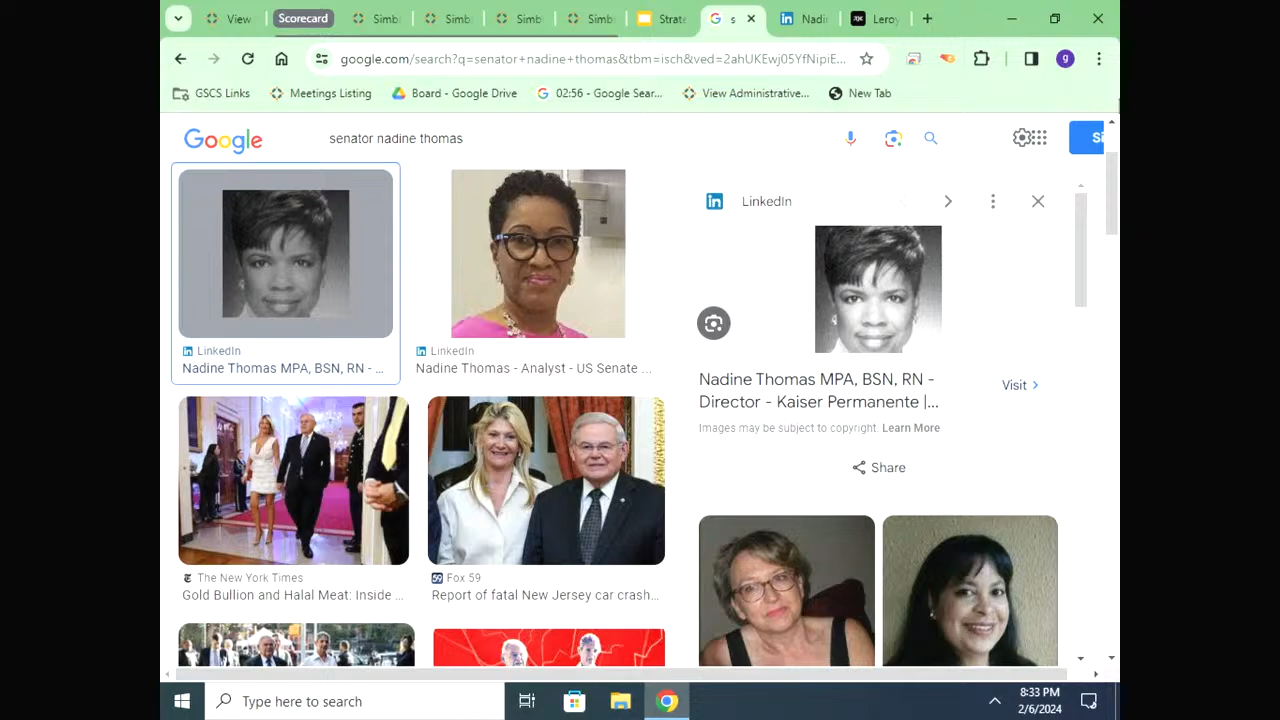 View
Scorecard
Simb
Simb
Simb
Simb
Strate
s
Nadin
Leroy
google.com/search?q=senator+nadine+thomas&tbm=isch&ved=2ahUKEwj05YfNipiE...
g
GSCS Links
Meetings Listing
Board - Google Drive
02:56 - Google Sear...
View Administrative...
New Tab
Google
senator nadine thomas
Si
LinkedIn
Nadine Thomas MPA, BSN, RN - ...
LinkedIn
Nadine Thomas - Analyst - US Senate ...
The New York Times
Gold Bullion and Halal Meat: Inside ...
Fox 59
Report of fatal New Jersey car crash...
in LinkedIn
Nadine Thomas MPA, BSN, RN -
Director - Kaiser Permanente |...
Visit
Images may be subject to copyright. Learn More
Share
Type here to search
8:33 PM
2/6/2024